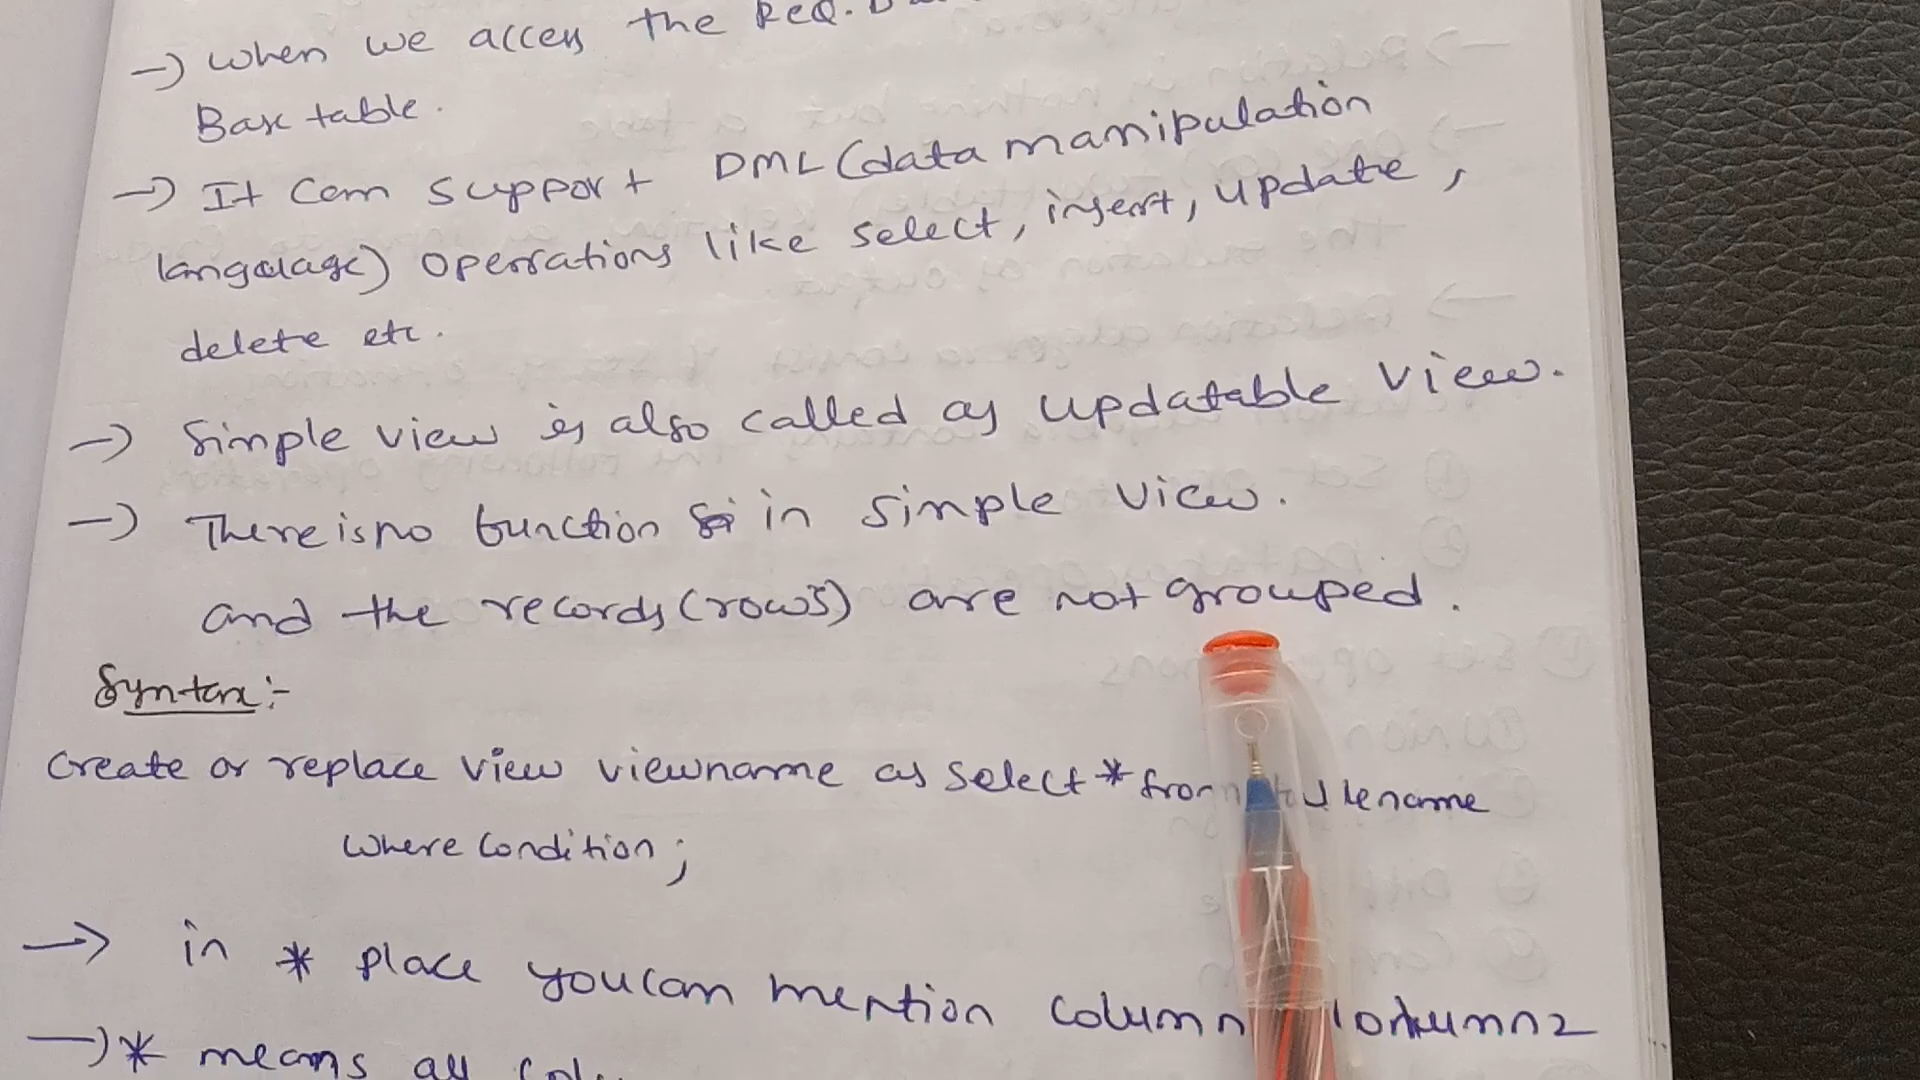 → when we access the Req.
Base table.
→ It can support DML (data manipulation
language) operations like select, insert, update,
delete etc.
→ Simple view is also called as updatable view.
→ There is no function in simple view.
and the records (rows) are not grouped.
Syntax:-
Create or replace view viewname as select * from
where condition;
→ in * place you can mention column
→ * means all